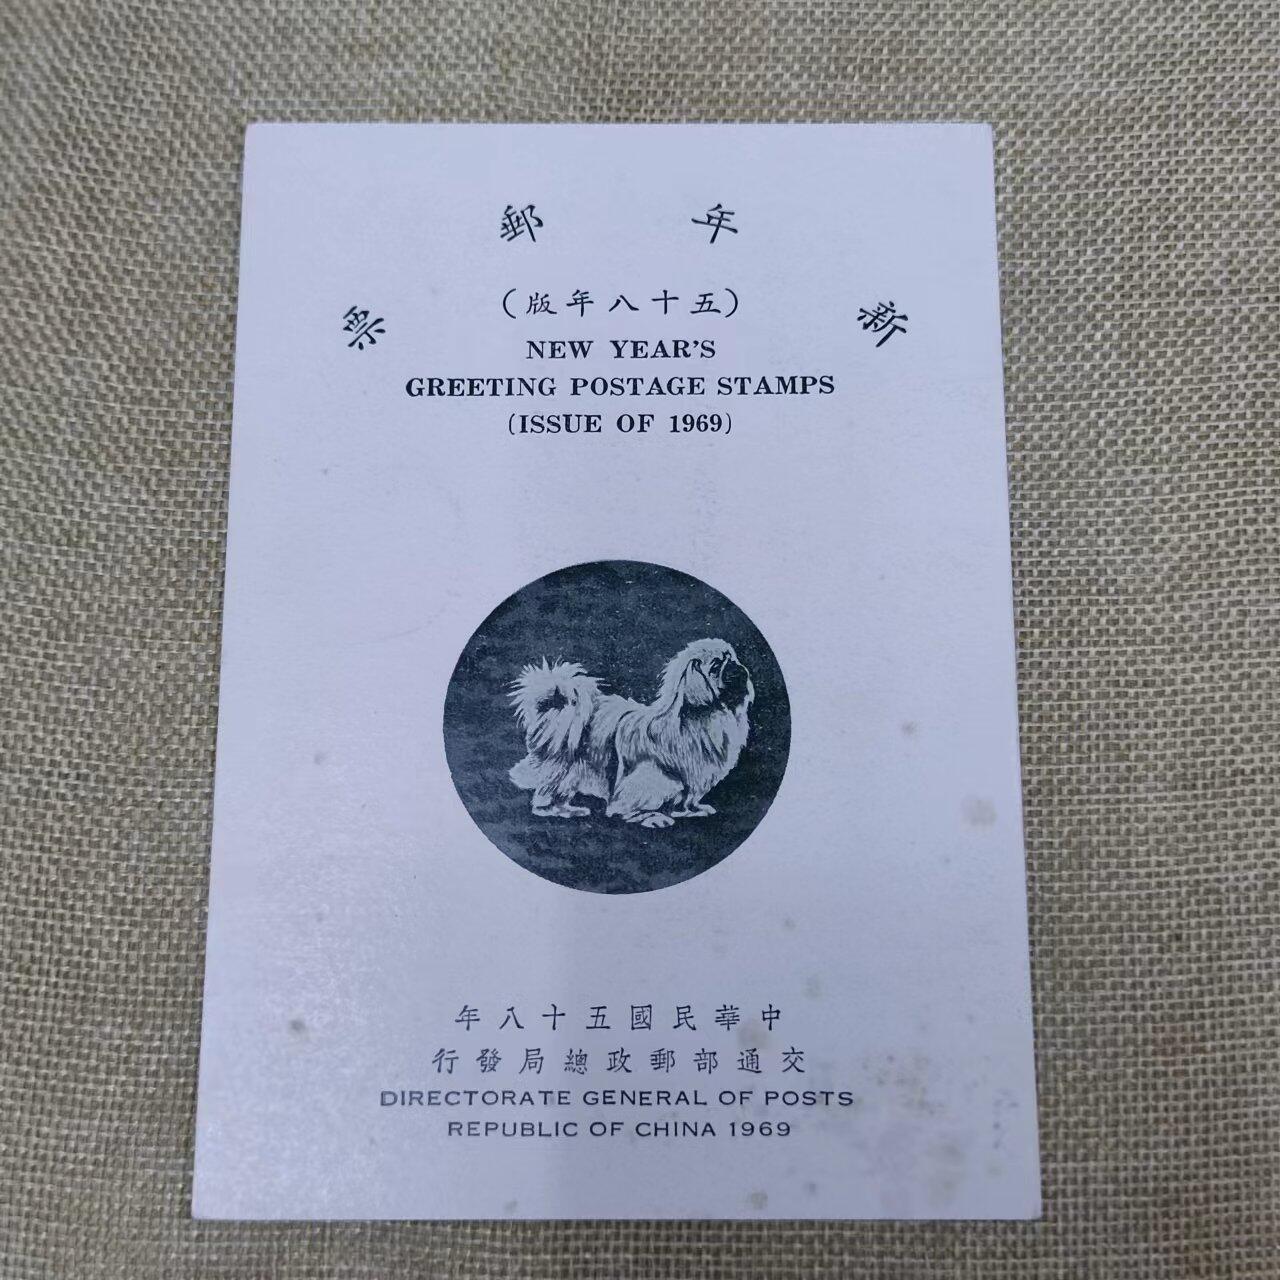 新年郵票
(五十八年版)
NEW YEAR'S
GREETING POSTAGE STAMPS
(ISSUE OF 1969)
中華民國五十八年
交通部郵政總局發行
DIRECTORATE GENERAL OF POSTS
REPUBLIC OF CHINA 1969